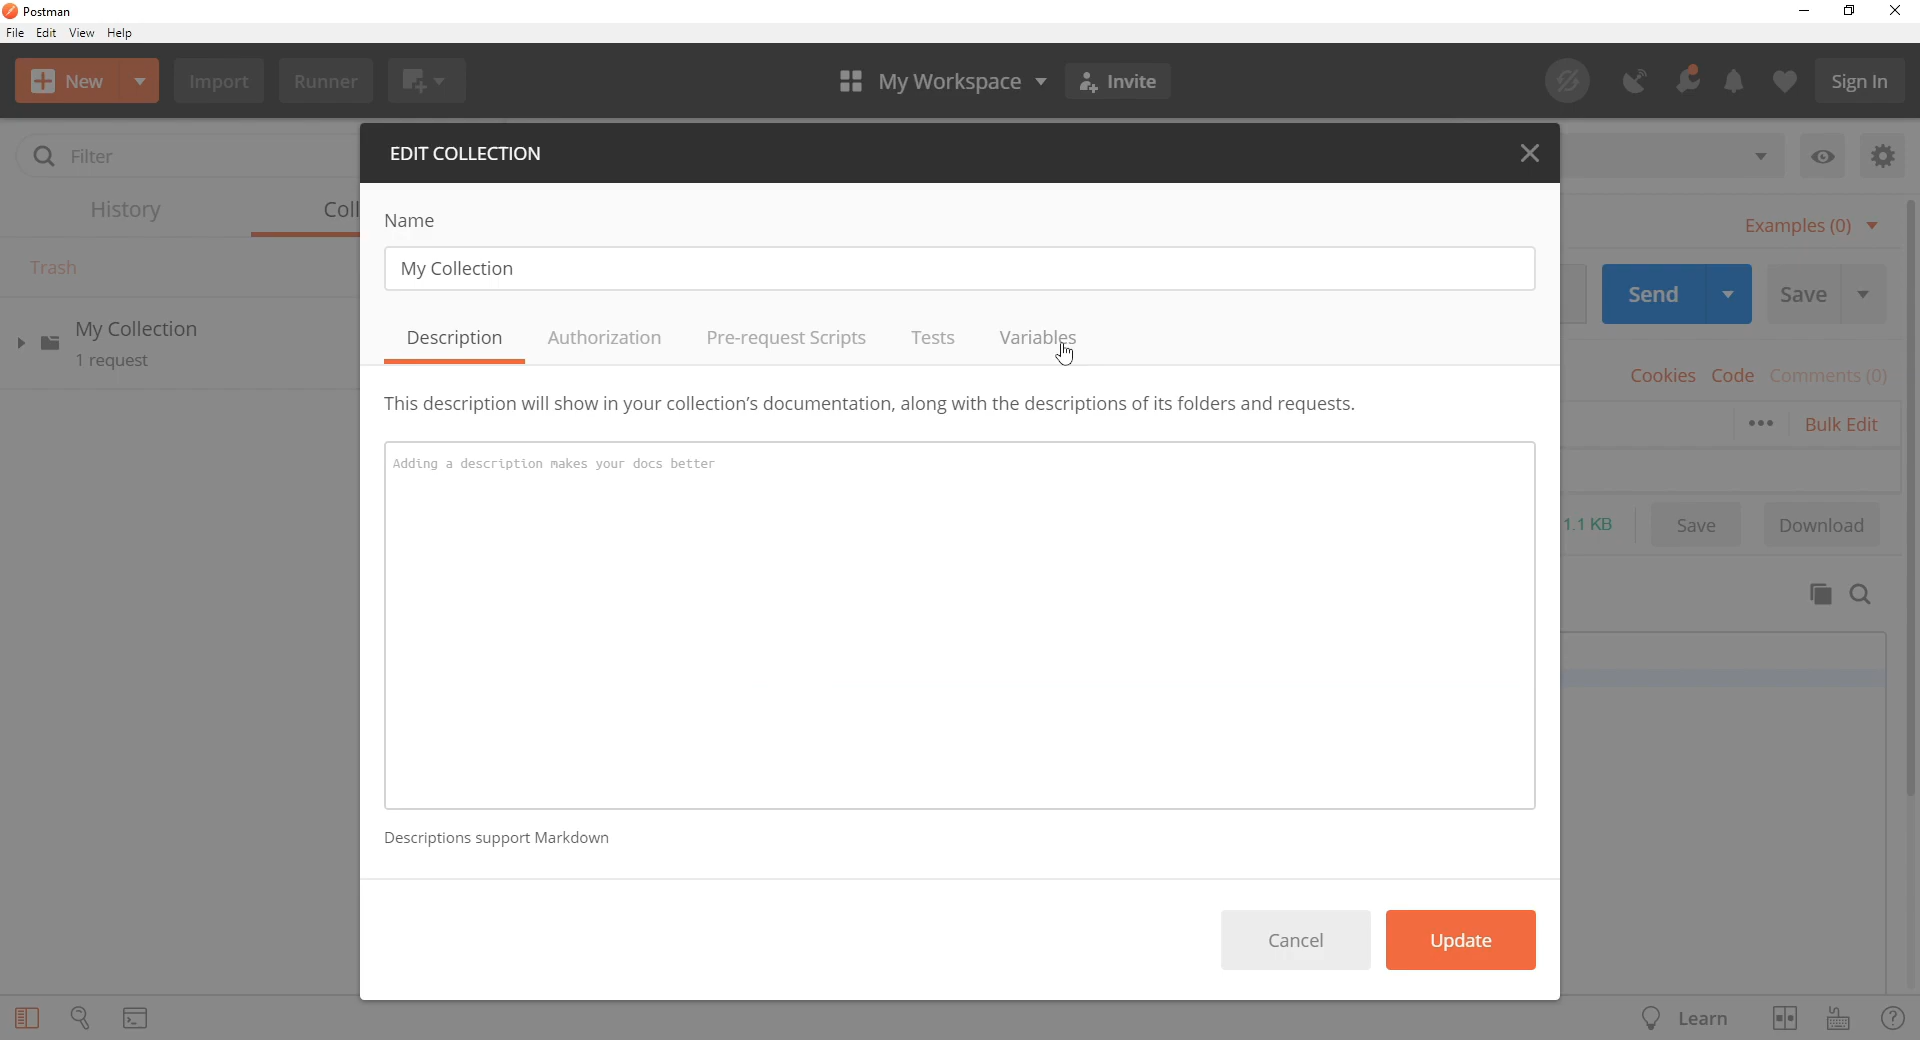 Postman
File Edit View Help
New Import Runner My Workspace Invite Sign In
Filter
History Coll
Trash
My Collection
1 request
EDIT COLLECTION
Name
My Collection
Description Authorization Pre-request Scripts Tests Variables
This description will show in your collection's documentation, along with the descriptions of its folders and requests.
Adding a description makes your docs better
Descriptions support Markdown
Cancel Update
Examples (0)
Send Save
Cookies Code Comments (0)
Bulk Edit
1.1 KB Save Download
Learn